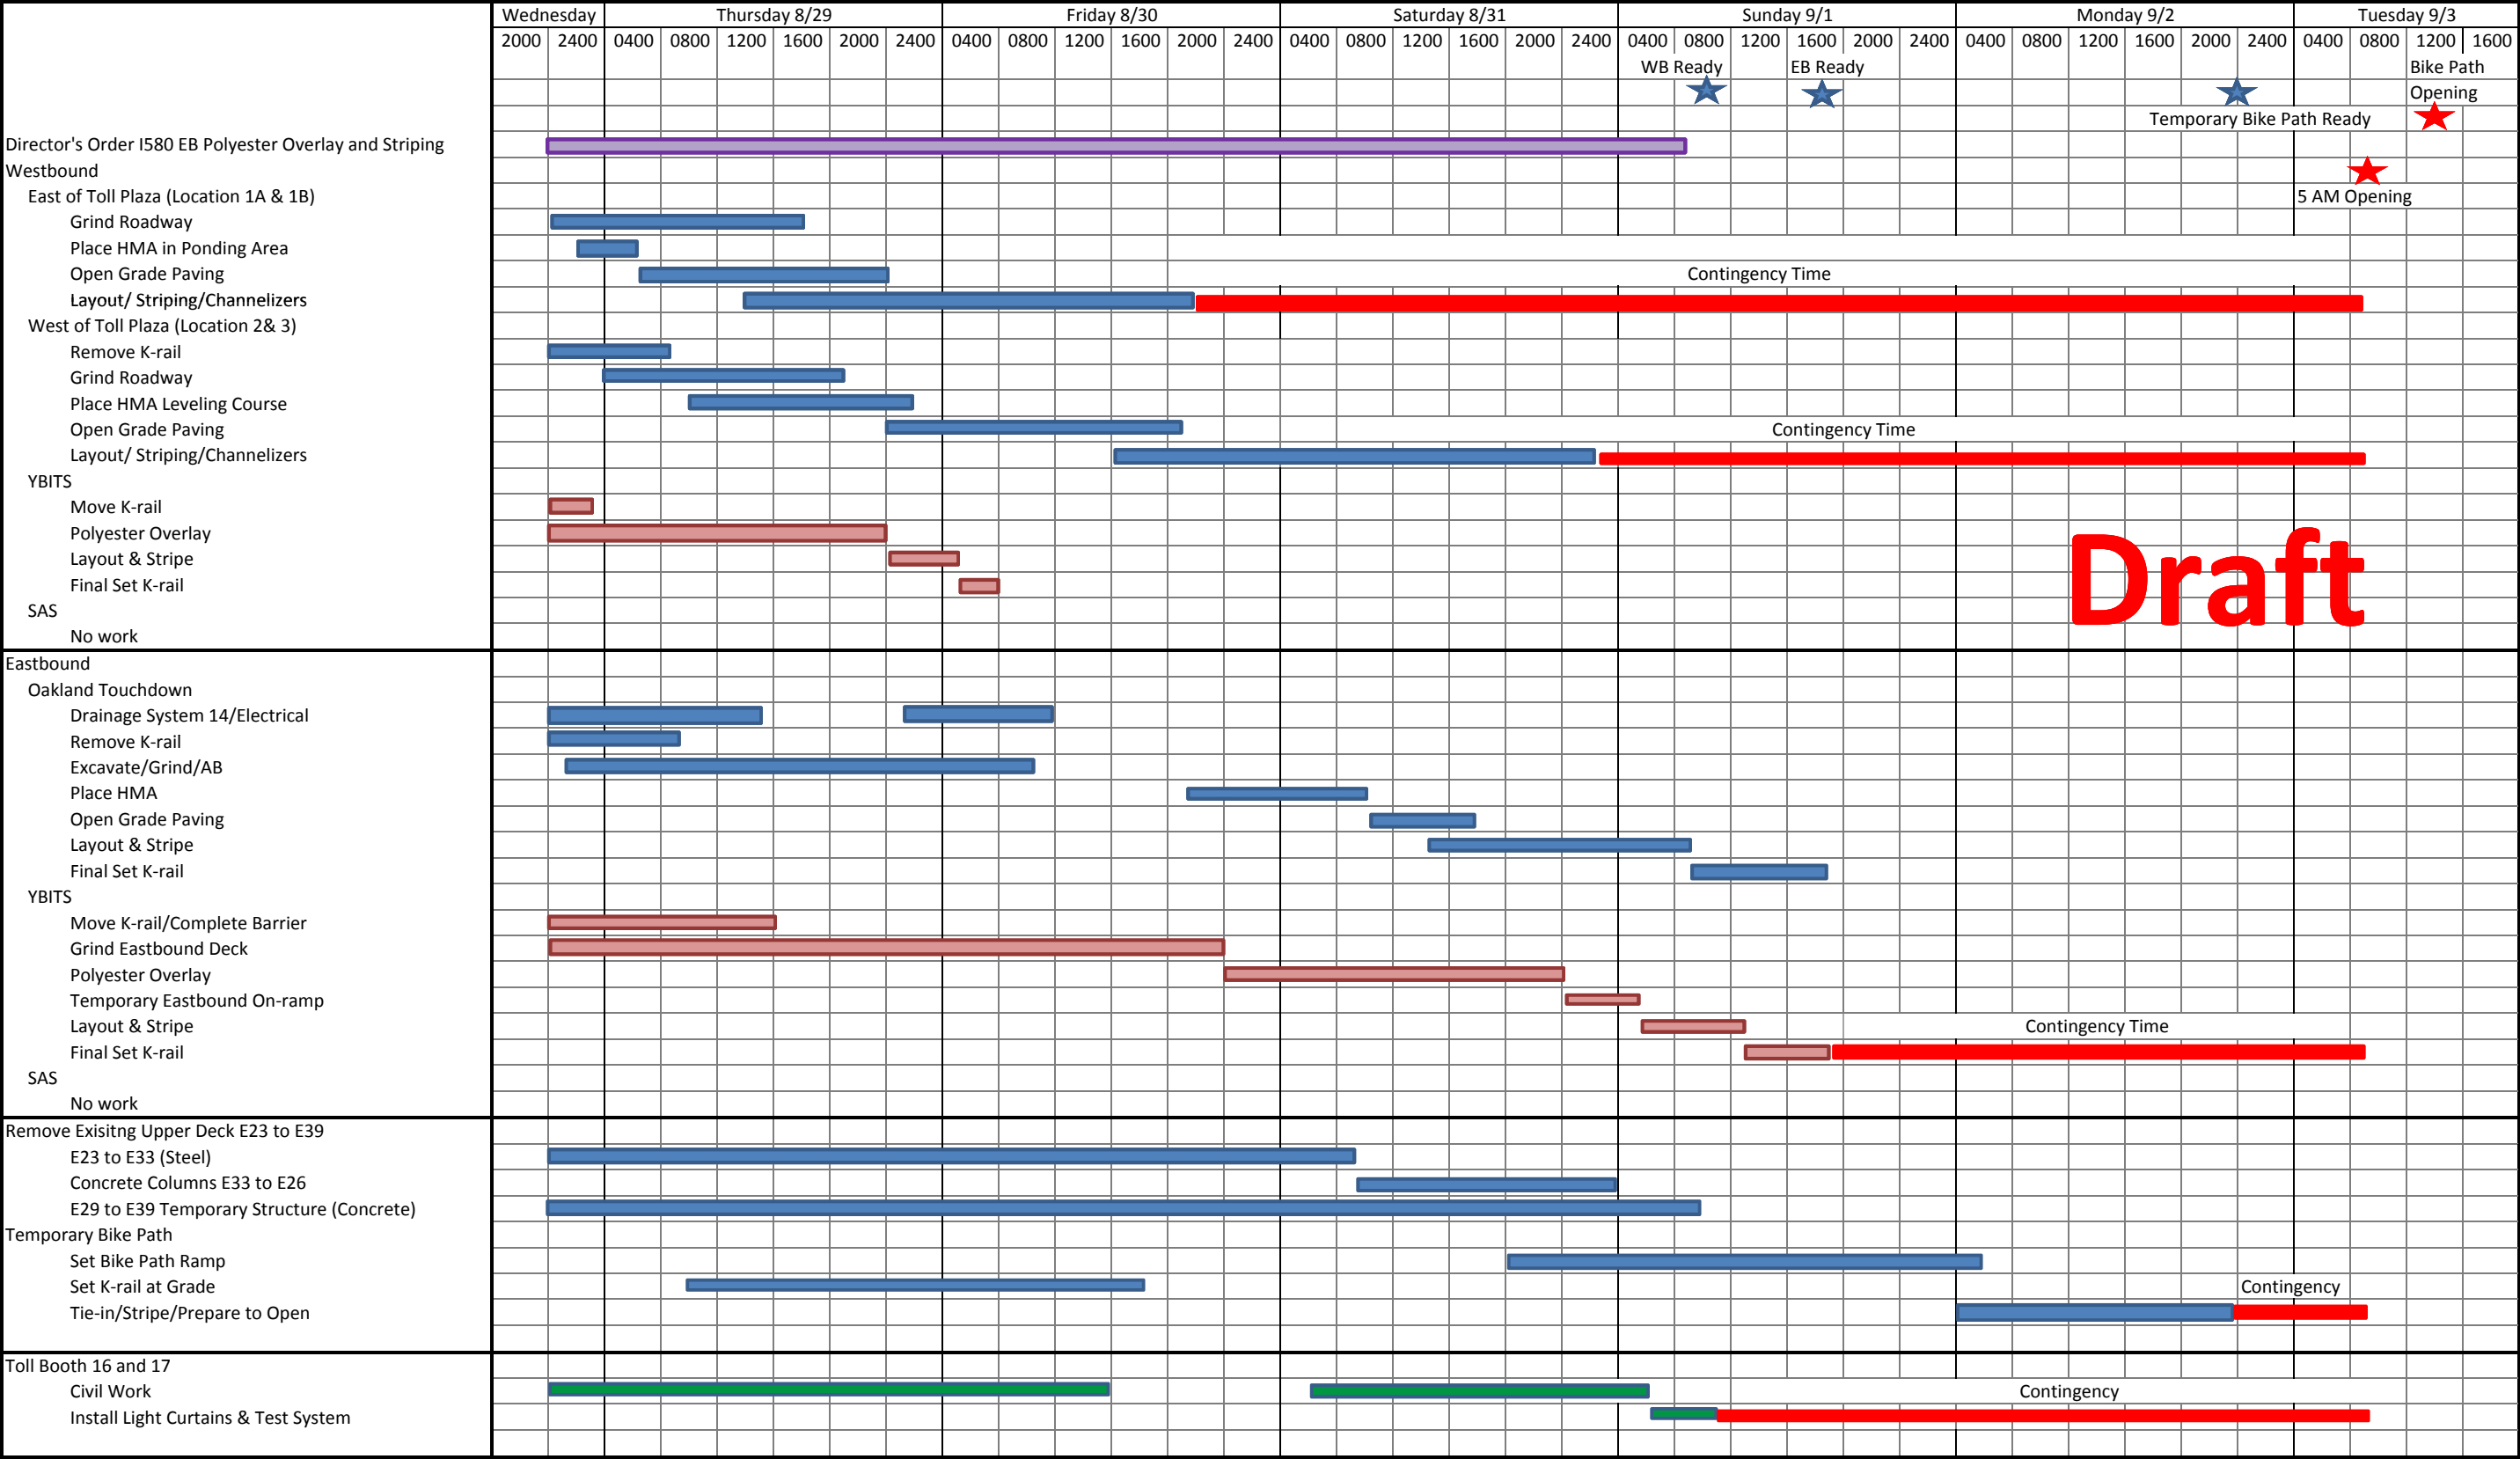 Wednesday Thursday 8/29 Friday 8/30 Saturday 8/31 Sunday 9/1 Monday 9/2 Tuesday 9/3
2000 2400 0400 0800 1200 1600 2000 2400 0400 0800 1200 1600 2000 2400 0400 0800 1200 1600 2000 2400 0400 0800 1200 1600 2000 2400 0400 0800 1200 1600 2000 2400 0400 0800 1200 1600
WB Ready EB Ready Bike Path
Opening
Temporary Bike Path Ready
Director's Order I580 EB Polyester Overlay and Striping
Westbound
East of Toll Plaza (Location 1A & 1B) 5 AM Opening
Grind Roadway
Place HMA in Ponding Area
Open Grade Paving Contingency Time
Layout/ Striping/Channelizers
West of Toll Plaza (Location 2& 3)
Remove K-rail
Grind Roadway
Place HMA Leveling Course
Open Grade Paving Contingency Time
Layout/ Striping/Channelizers
YBITS
Move K-rail
Polyester Overlay
Layout & Stripe
Final Set K-rail
Draft
SAS
No work
Eastbound
Oakland Touchdown
Drainage System 14/Electrical
Remove K-rail
Excavate/Grind/AB
Place HMA
Open Grade Paving
Layout & Stripe
Final Set K-rail
YBITS
Move K-rail/Complete Barrier
Grind Eastbound Deck
Polyester Overlay
Temporary Eastbound On-ramp
Layout & Stripe Contingency Time
Final Set K-rail
SAS
No work
Remove Exisitng Upper Deck E23 to E39
E23 to E33 (Steel)
Concrete Columns E33 to E26
E29 to E39 Temporary Structure (Concrete)
Temporary Bike Path
Set Bike Path Ramp
Set K-rail at Grade Contingency
Tie-in/Stripe/Prepare to Open
Toll Booth 16 and 17
Civil Work Contingency
Install Light Curtains & Test System